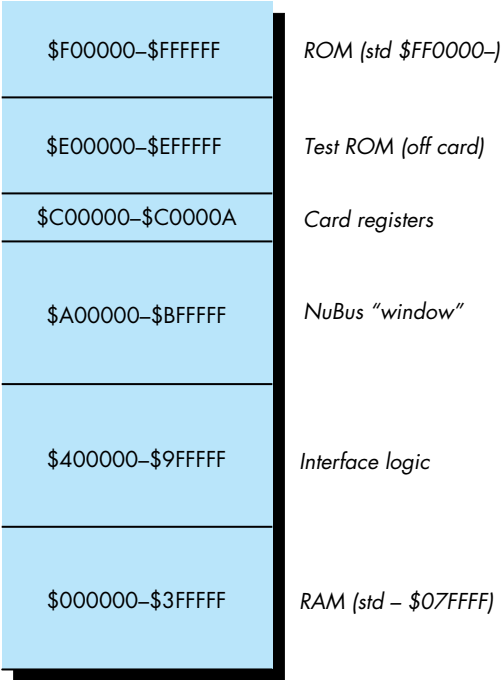 $F00000–$FFFFFF ROM (std $FF0000–)
$E00000–$EFFFFF Test ROM (off card)
$C00000–$C0000A Card registers
$A00000–$BFFFFF NuBus “window”
$400000–$9FFFFF Interface logic
$000000–$3FFFFF RAM (std – $07FFFF)